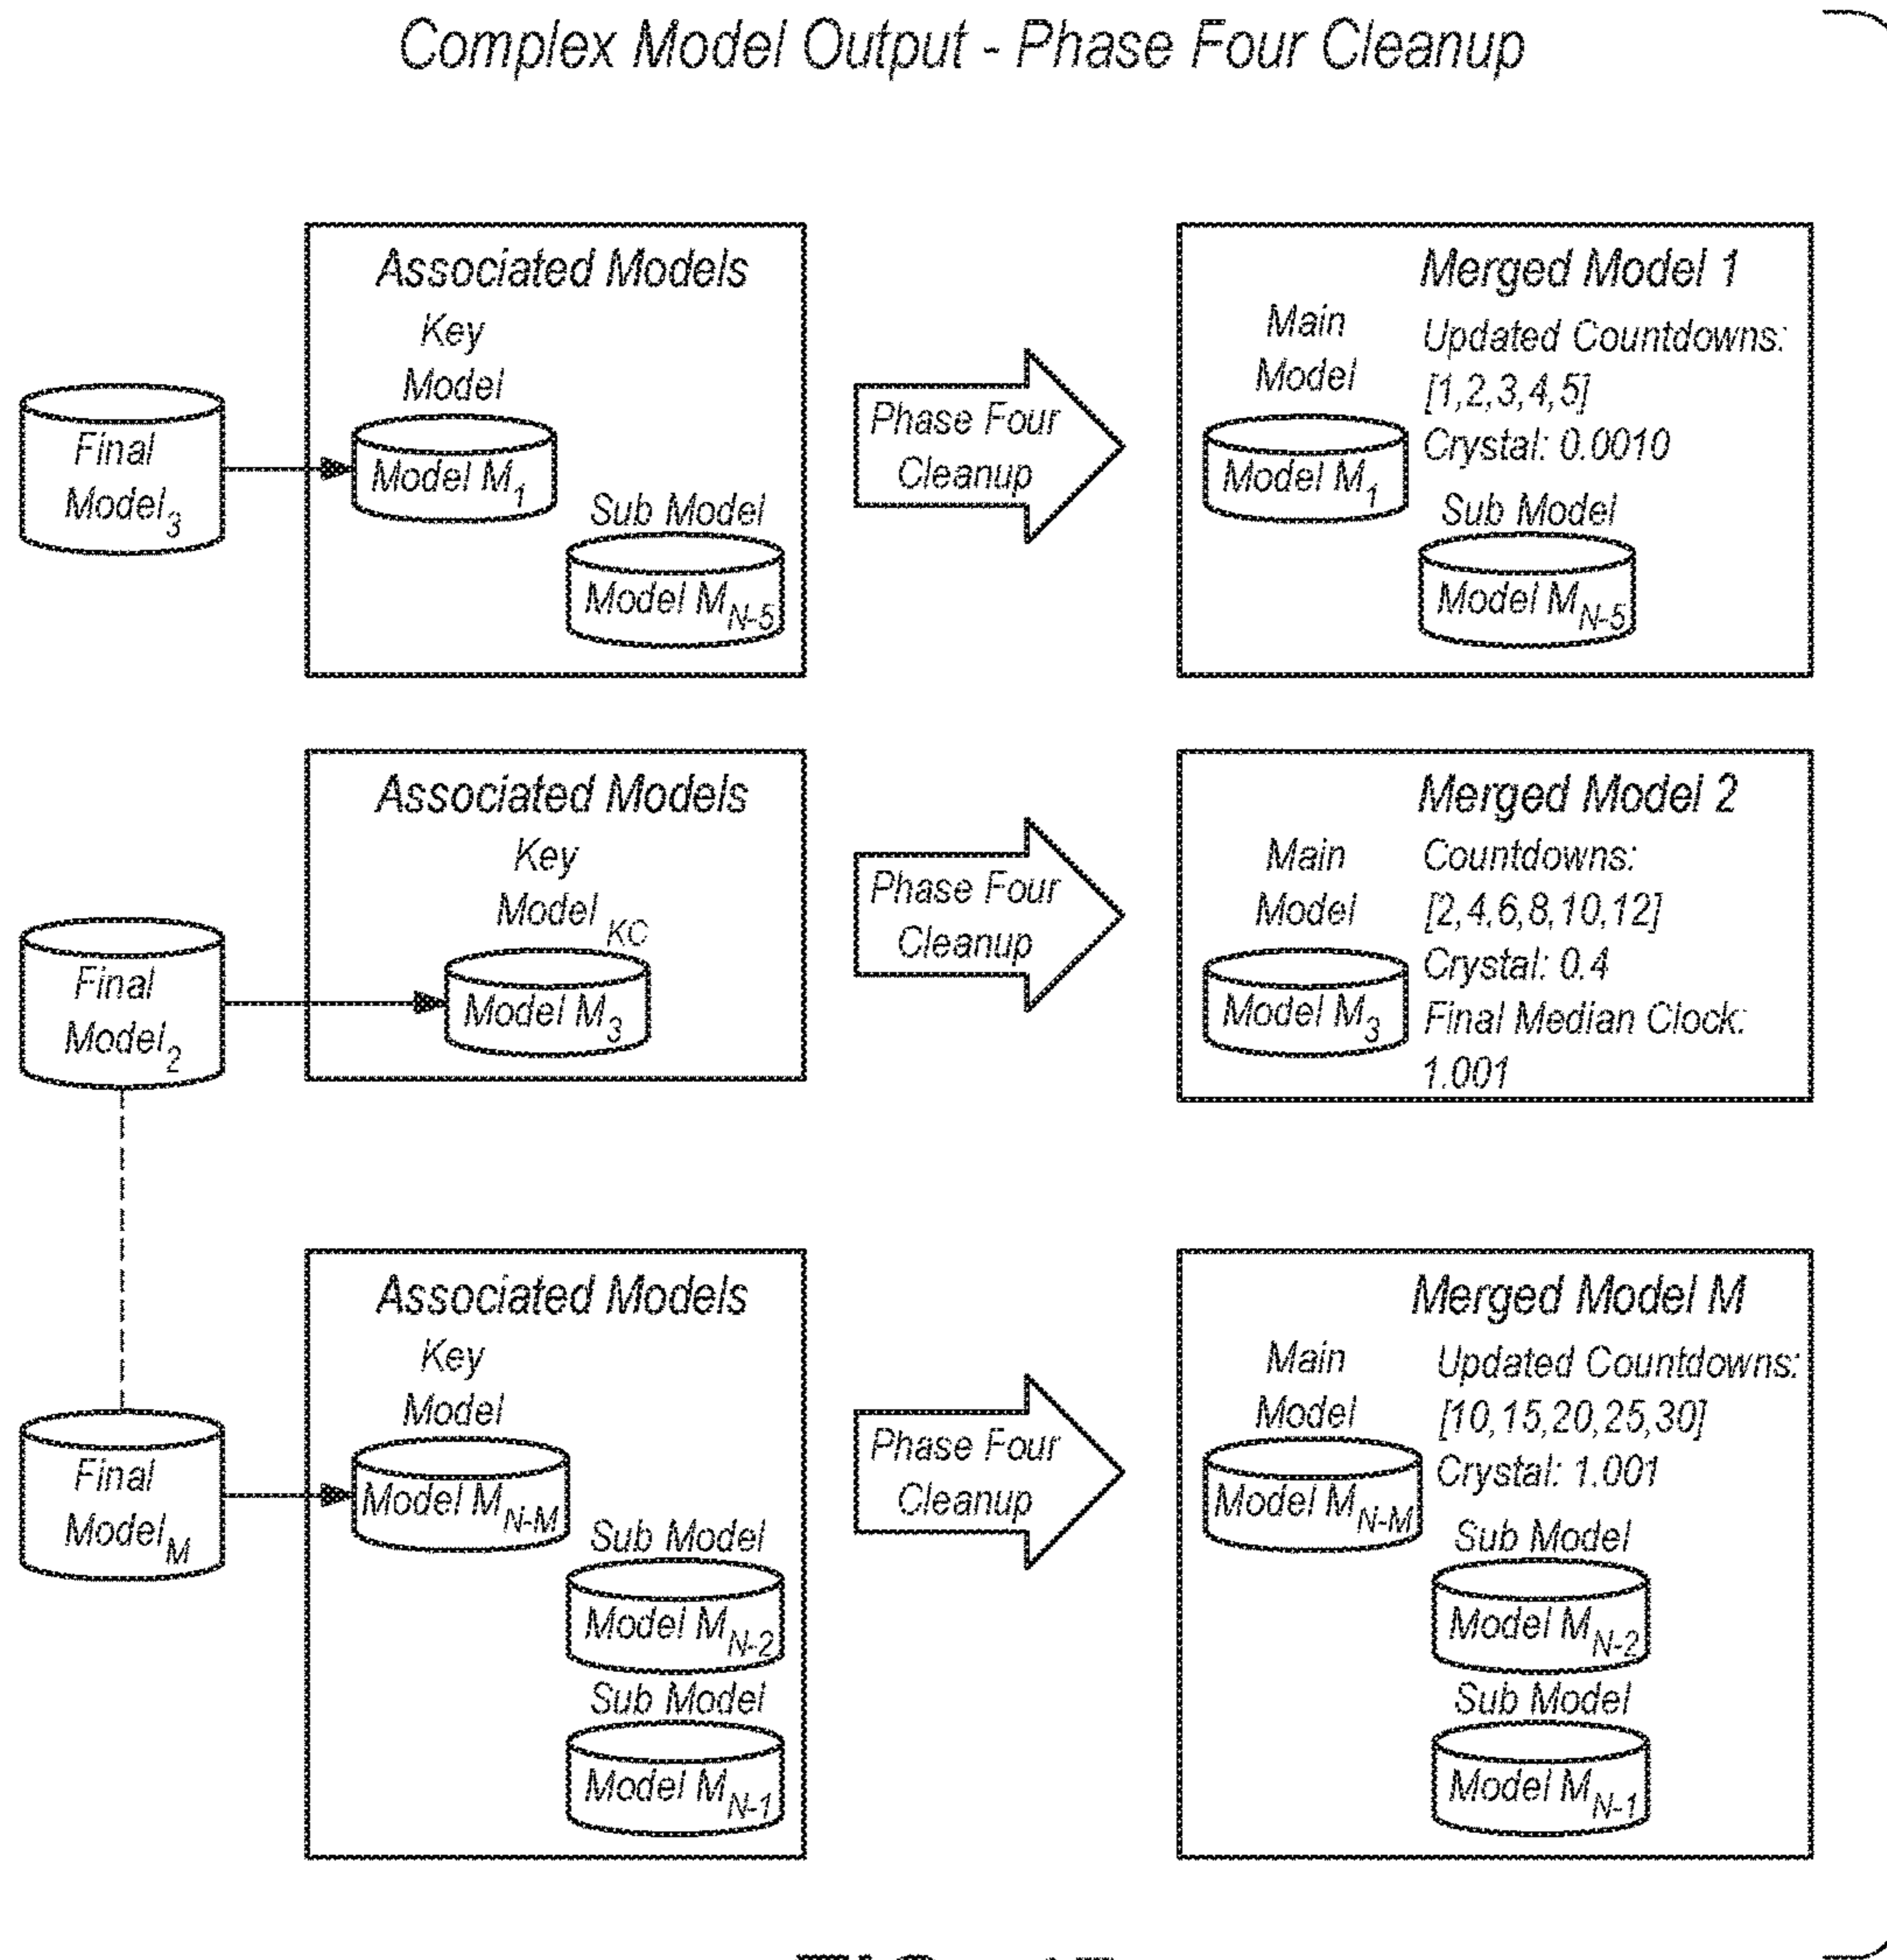 Complex Model Output - Phase Four Cleanup
Final
Model3
Associated Models
Key
Model
Model M1
Sub Model
Model MN-5
Phase Four
Cleanup
Merged Model 1
Main
Model
Model M1
Updated Countdowns:
[1,2,3,4,5]
Crystal: 0.0010
Sub Model
Model MN-5
Final
Model2
Associated Models
Key
Model KC
Model M3
Phase Four
Cleanup
Merged Model 2
Main
Model
Model M3
Countdowns:
[2,4,6,8,10,12]
Crystal: 0.4
Final Median Clock:
1.001
Final
ModelM
Associated Models
Key
Model
Model MN-M
Sub Model
Model MN-2
Sub Model
Model MN-1
Phase Four
Cleanup
Merged Model M
Main
Model
Model MN-M
Updated Countdowns:
[10,15,20,25,30]
Crystal: 1.001
Sub Model
Model MN-2
Sub Model
Model MN-1